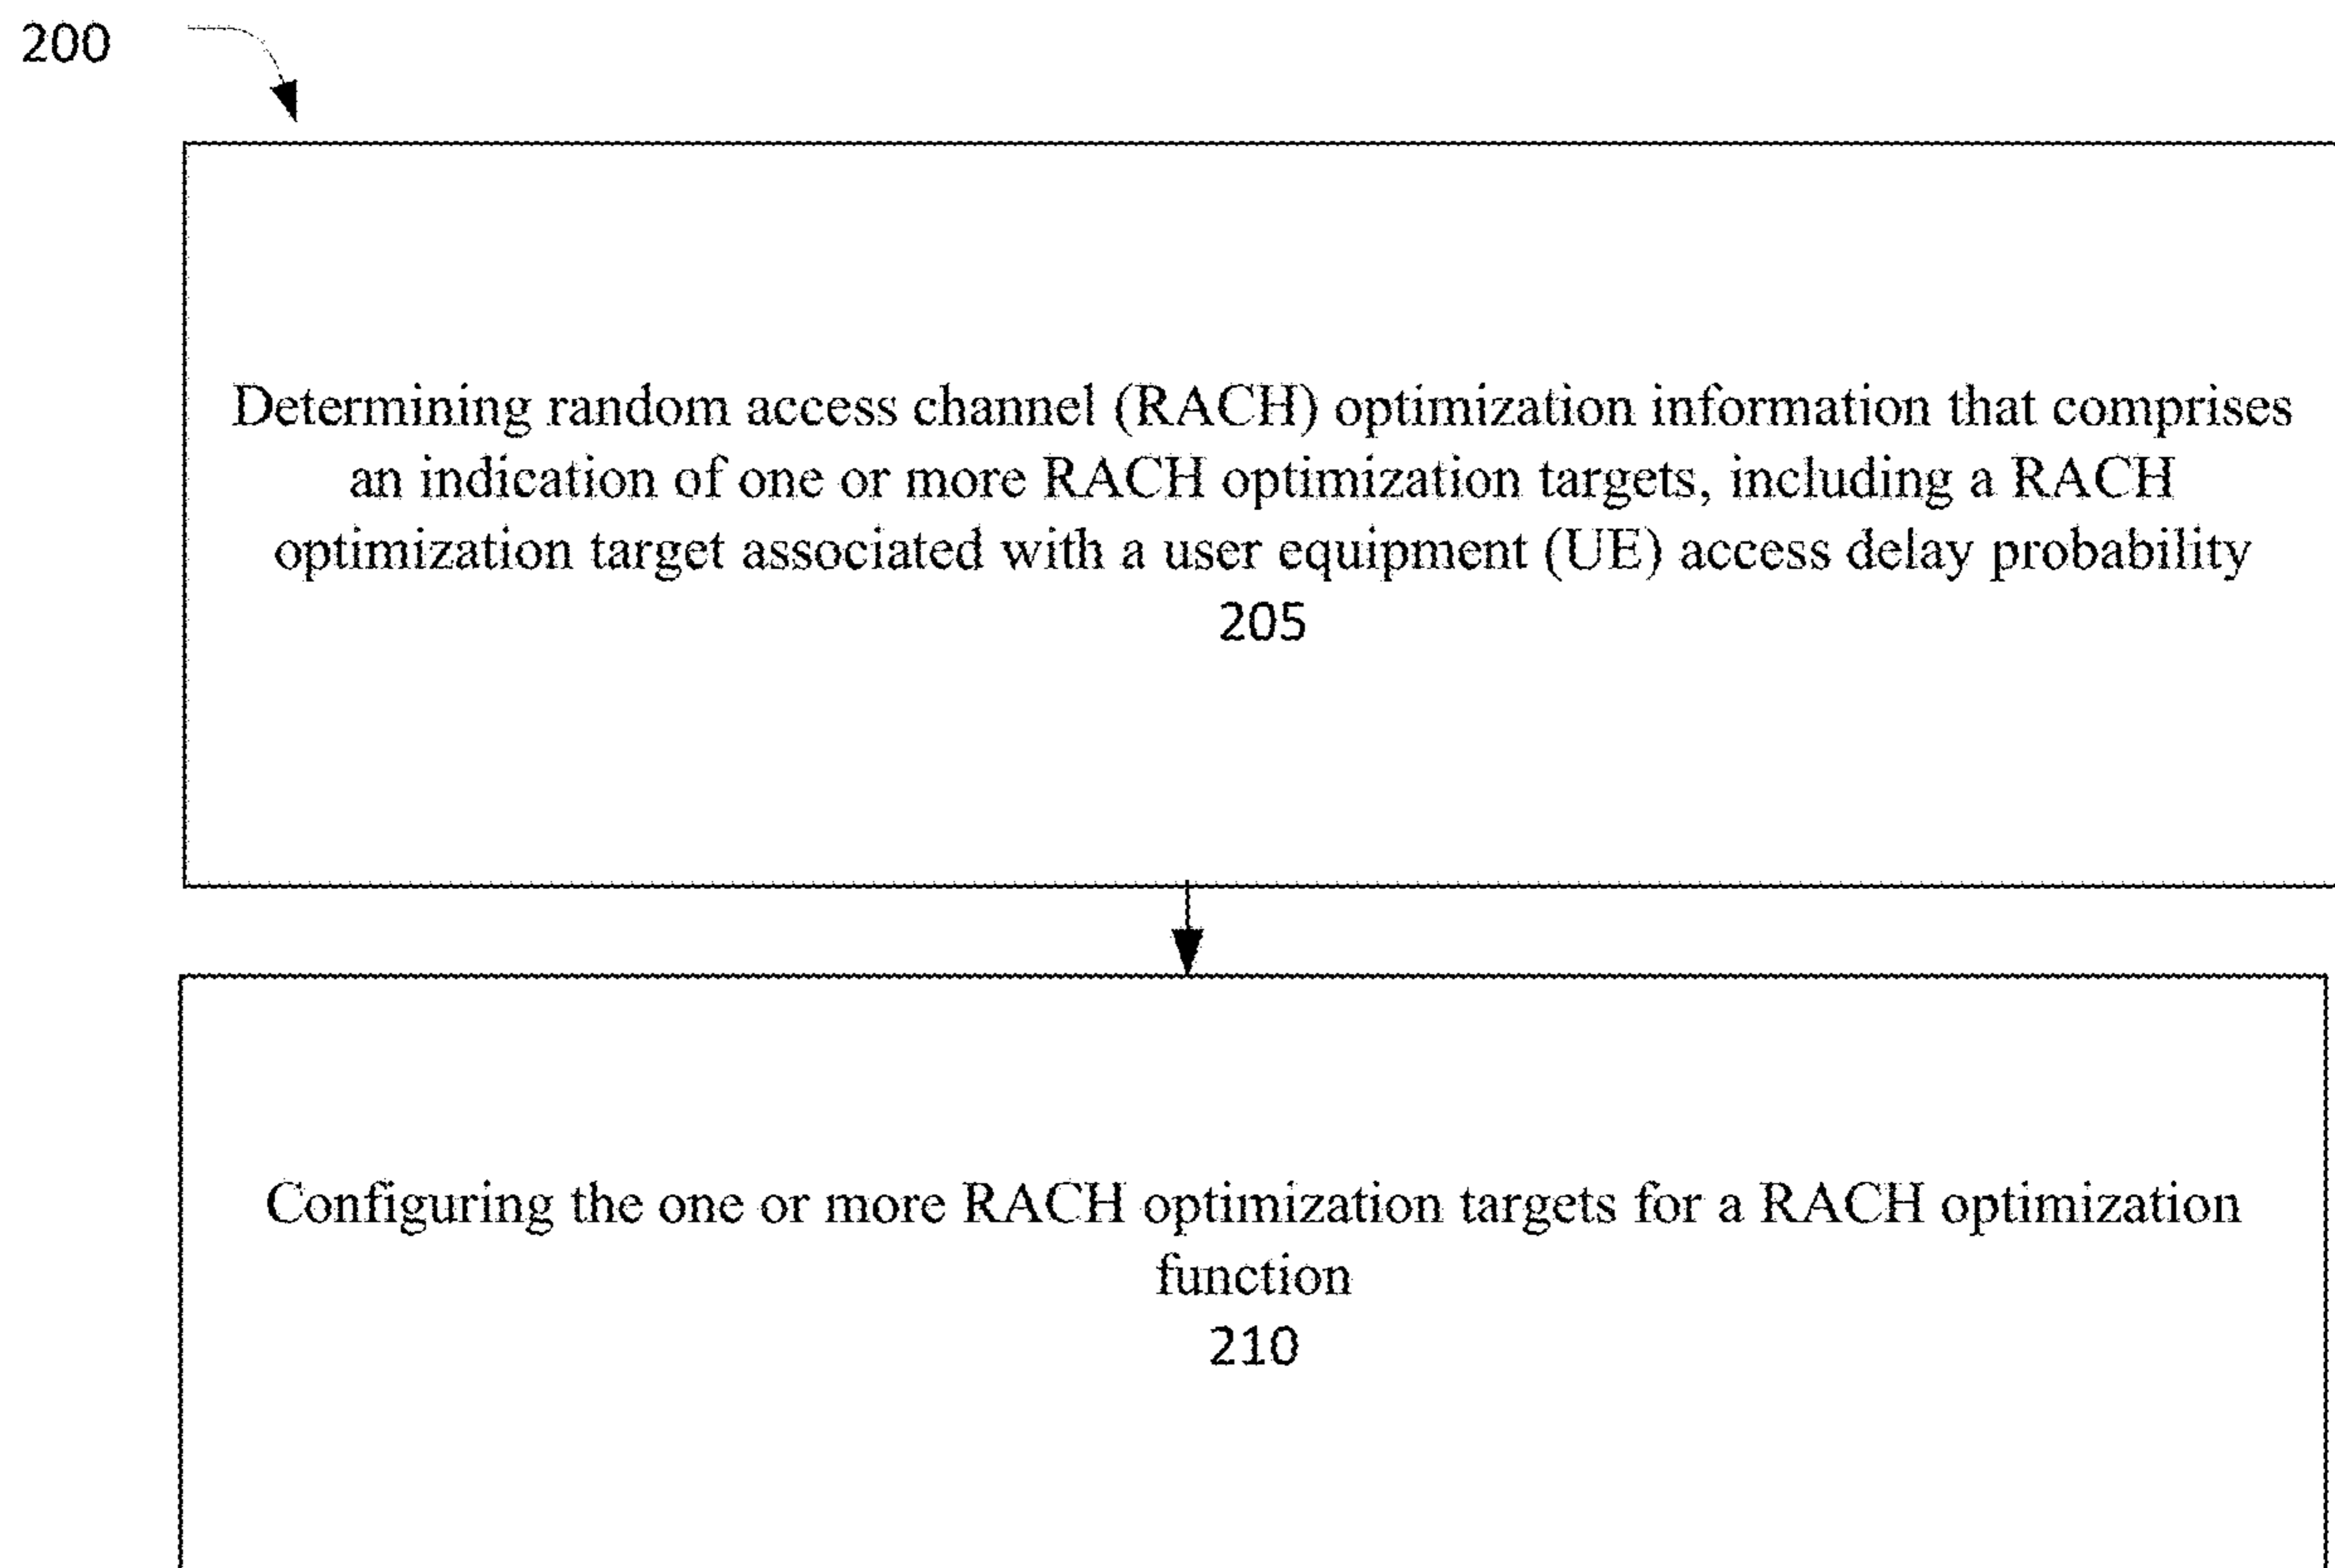 200
Determining random access channel (RACH) optimization information that comprises
an indication of one or more RACH optimization targets, including a RACH
optimization target associated with a user equipment (UE) access delay probability
205
Configuring the one or more RACH optimization targets for a RACH optimization
function
210